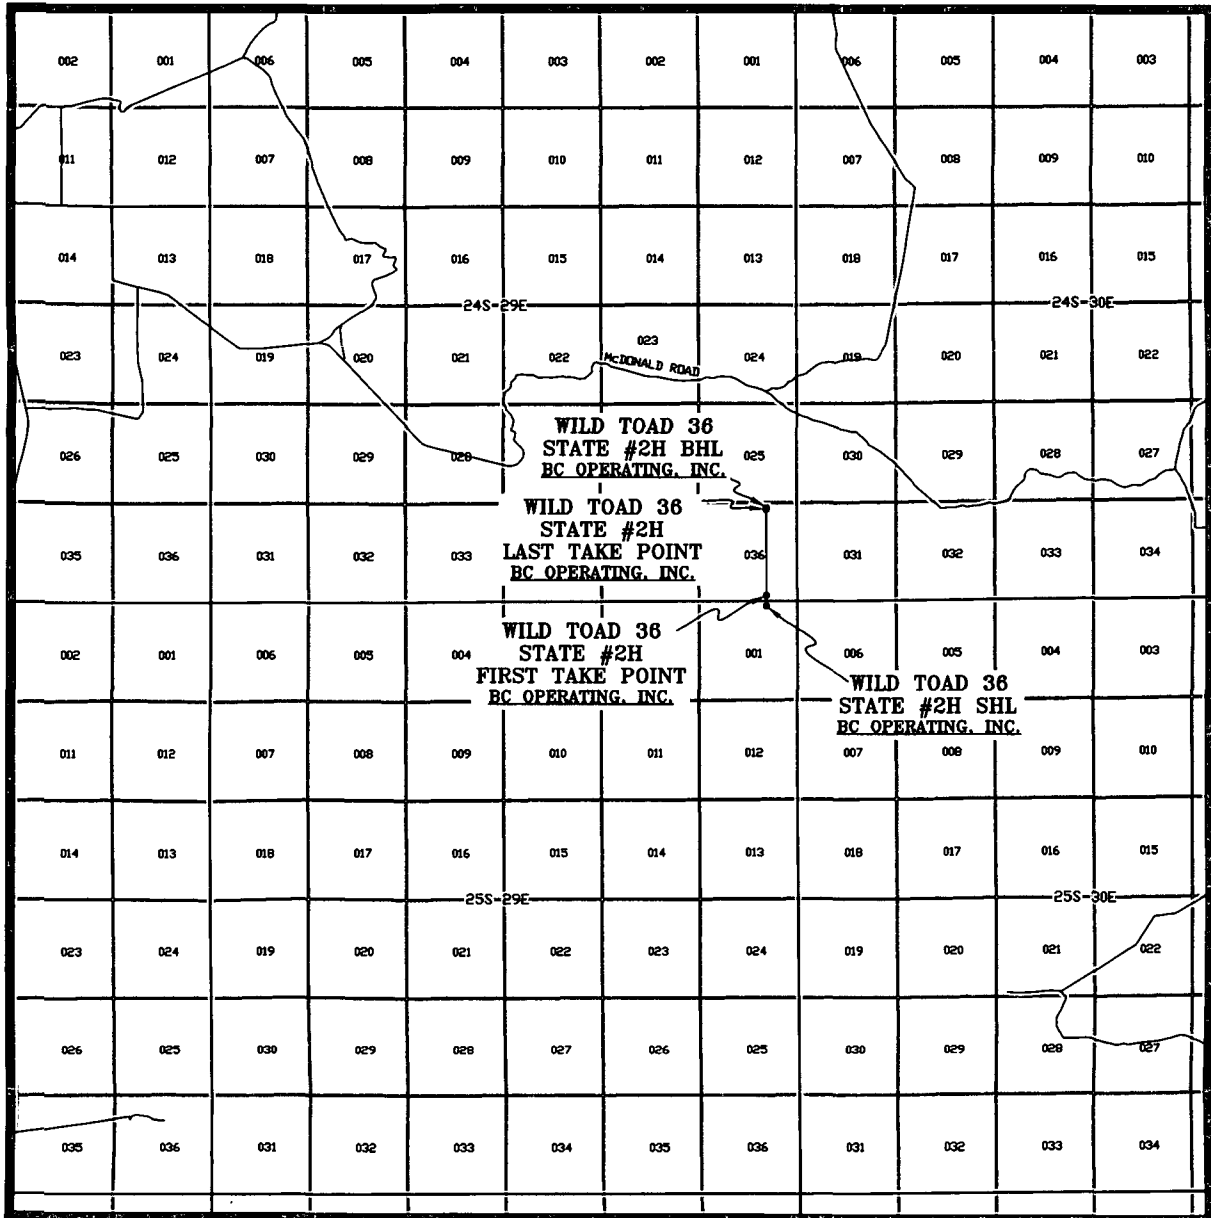 002 001 006 005 004 003 002 001 006 005 004 003
011 012 007 008 009 010 011 012 007 008 009 010
014 013 018 017 016 015 014 013 018 017 016 015
24S-29E 24S-30E
023 024 019 020 021 022 023 024 019 020 021 022
McDONALD ROAD
WILD TOAD 36
STATE #2H BHL
BC OPERATING, INC.
026 025 030 029 028 025 030 029 028 027
WILD TOAD 36
STATE #2H
LAST TAKE POINT
BC OPERATING, INC.
035 036 031 032 033 036 031 032 033 034
WILD TOAD 36
STATE #2H
FIRST TAKE POINT
BC OPERATING, INC.
002 001 006 005 004 001 006 005 004 003
WILD TOAD 36
STATE #2H SHL
BC OPERATING, INC.
011 012 007 008 009 010 011 012 007 008 009 010
014 013 018 017 016 015 014 013 018 017 016 015
25S-29E 25S-30E
023 024 019 020 021 022 023 024 019 020 021 022
026 025 030 029 028 027 026 025 030 029 028 027
035 036 031 032 033 034 035 036 031 032 033 034